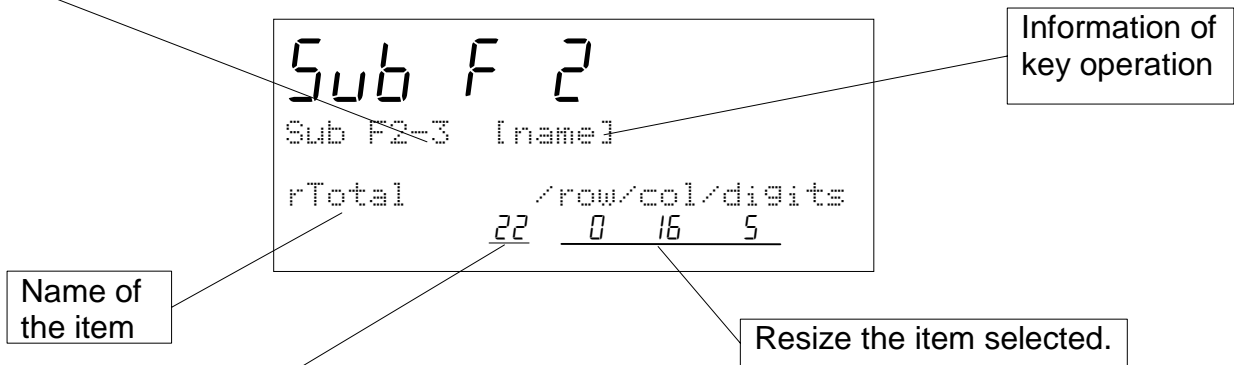 Information of
key operation
Sub F 2
Sub F2-3 [name]
rTotal /row/col/digits
22 0 16 5
Name of
the item
Resize the item selected.